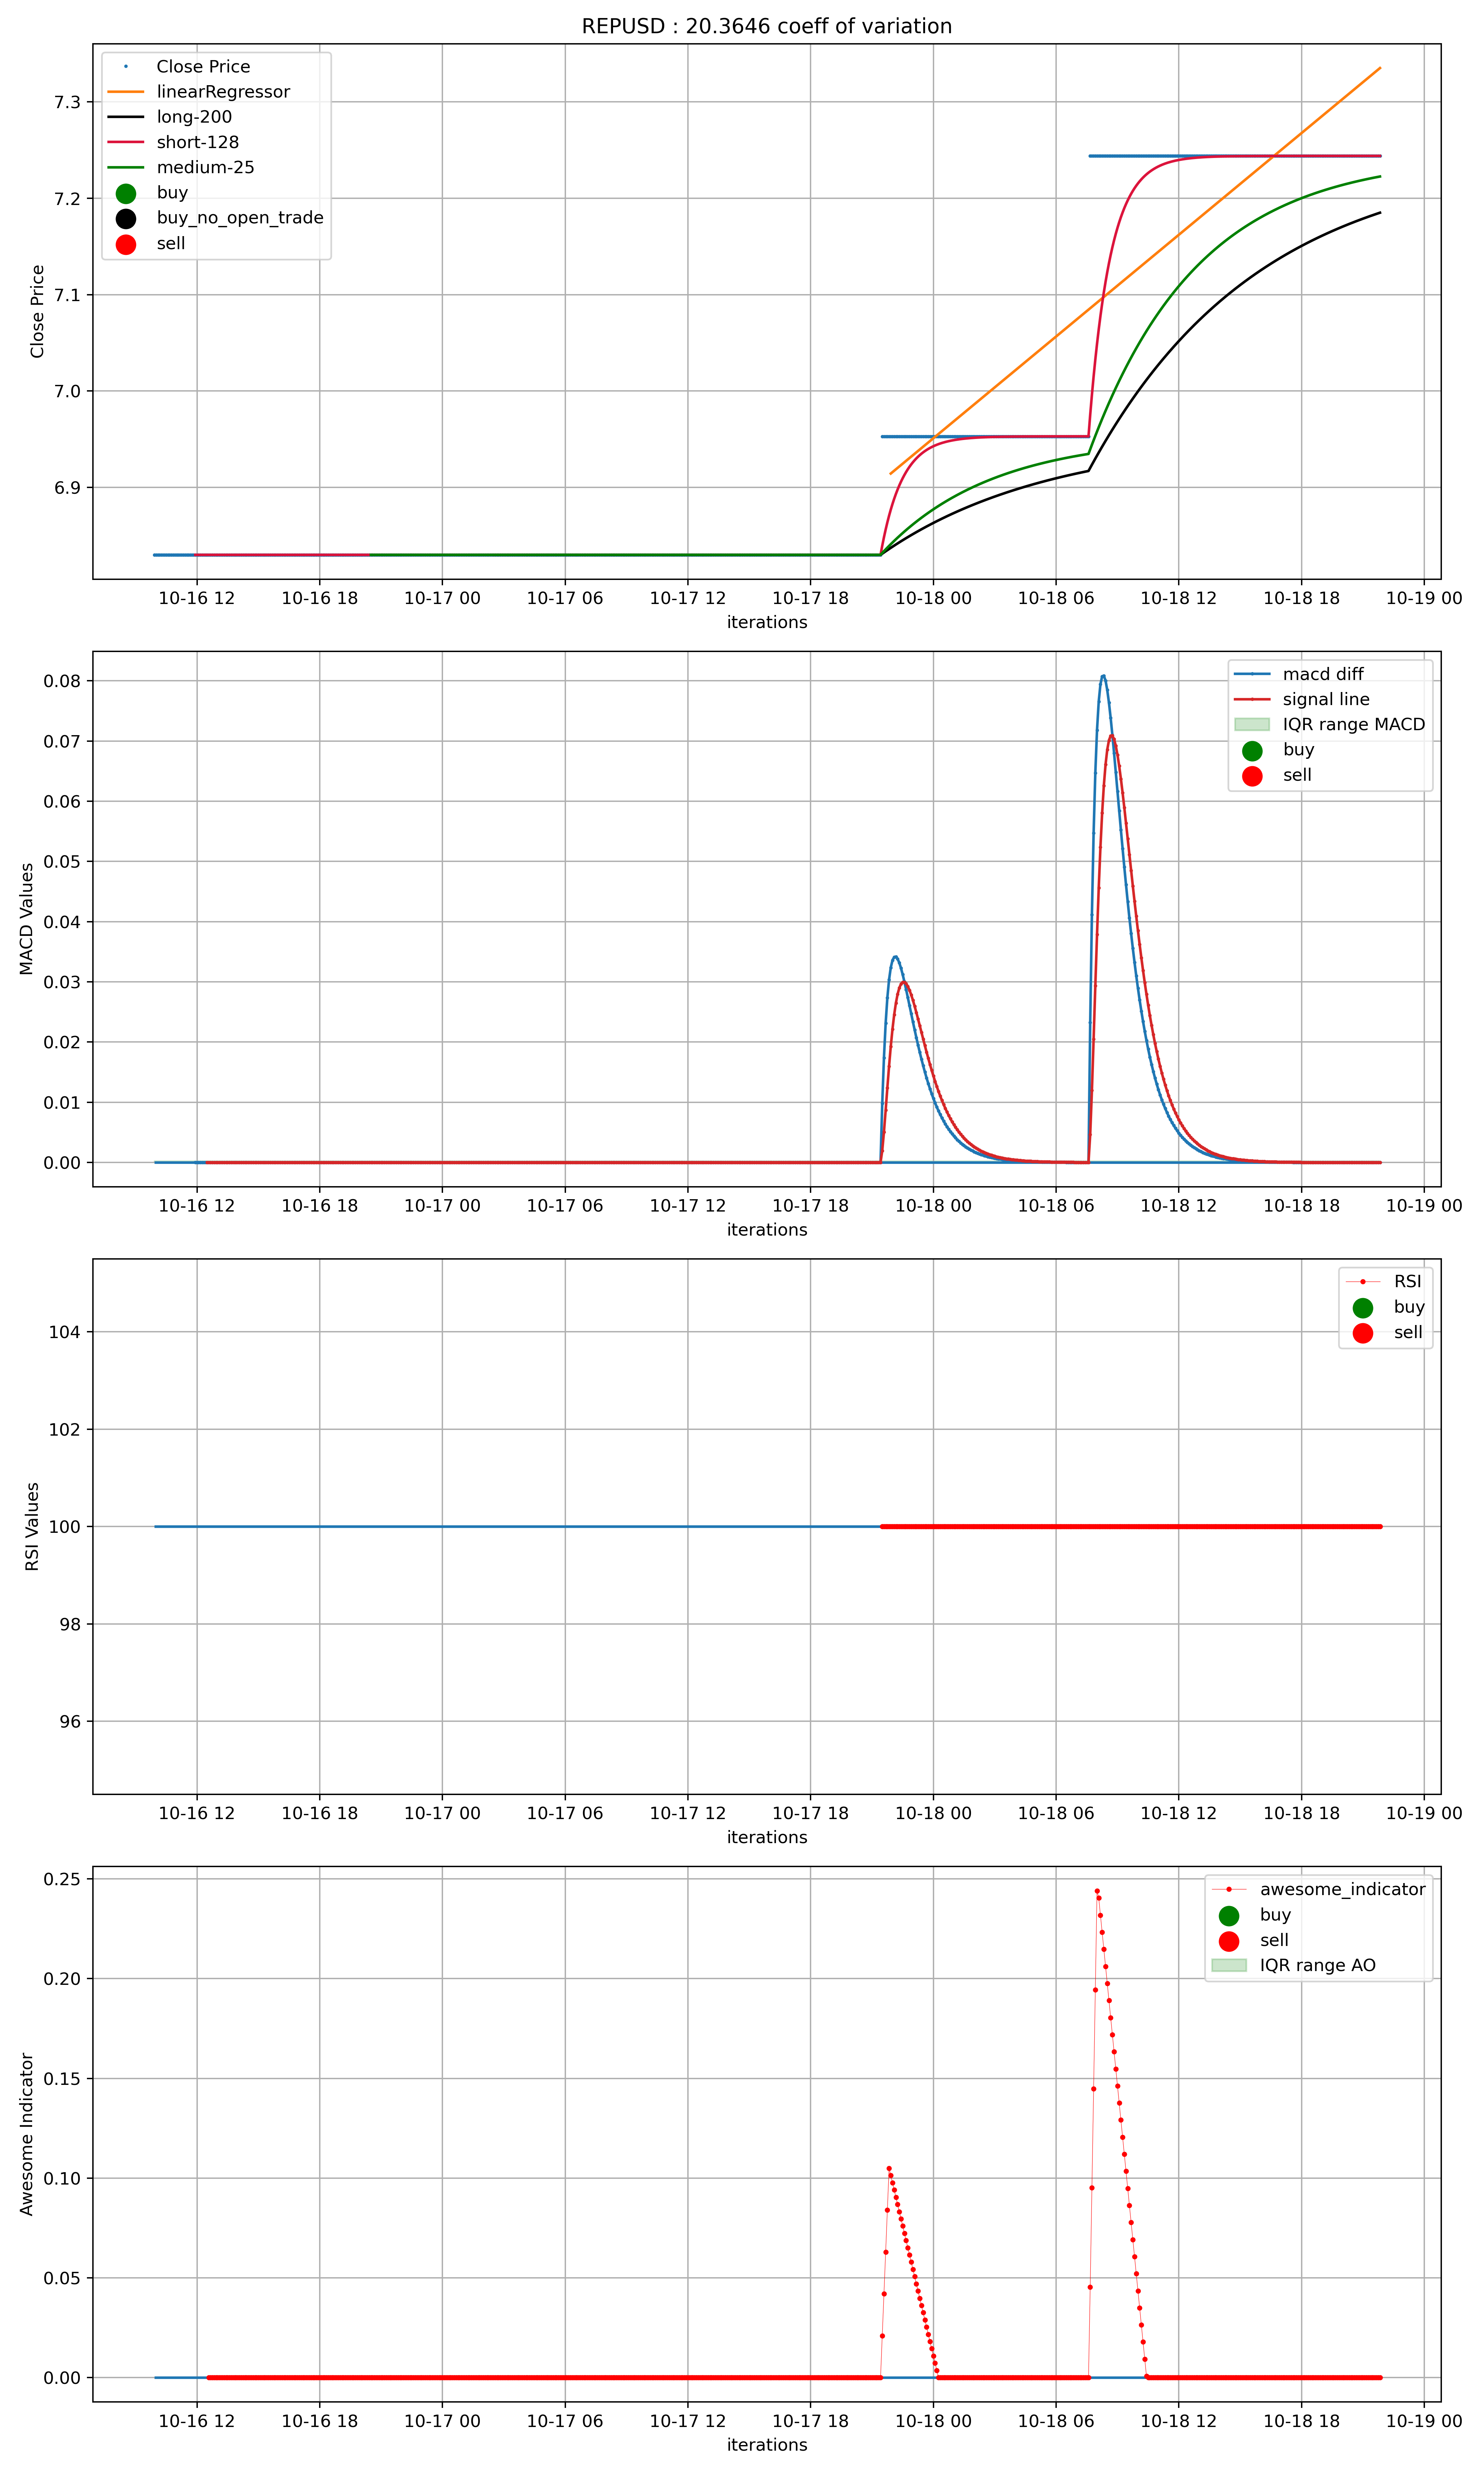 REPUSD : 20.3646 coeff of variation
Close Price
linearRegressor
long-200
short-128
medium-25
buy
buy_no_open_trade
sell
7.3
7.2
7.1
7.0
6.9
Close Price
10-16 12 10-16 18 10-17 00 10-17 06 10-17 12 10-17 18 10-18 00 10-18 06 10-18 12 10-18 18 10-19 00
iterations
macd diff
signal line
IQR range MACD
buy
sell
0.08
0.07
0.06
0.05
0.04
0.03
0.02
0.01
0.00
MACD Values
10-16 12 10-16 18 10-17 00 10-17 06 10-17 12 10-17 18 10-18 00 10-18 06 10-18 12 10-18 18 10-19 00
iterations
RSI
buy
sell
104
102
100
98
96
RSI Values
10-16 12 10-16 18 10-17 00 10-17 06 10-17 12 10-17 18 10-18 00 10-18 06 10-18 12 10-18 18 10-19 00
iterations
awesome_indicator
buy
sell
IQR range AO
0.25
0.20
0.15
0.10
0.05
0.00
Awesome Indicator
10-16 12 10-16 18 10-17 00 10-17 06 10-17 12 10-17 18 10-18 00 10-18 06 10-18 12 10-18 18 10-19 00
iterations